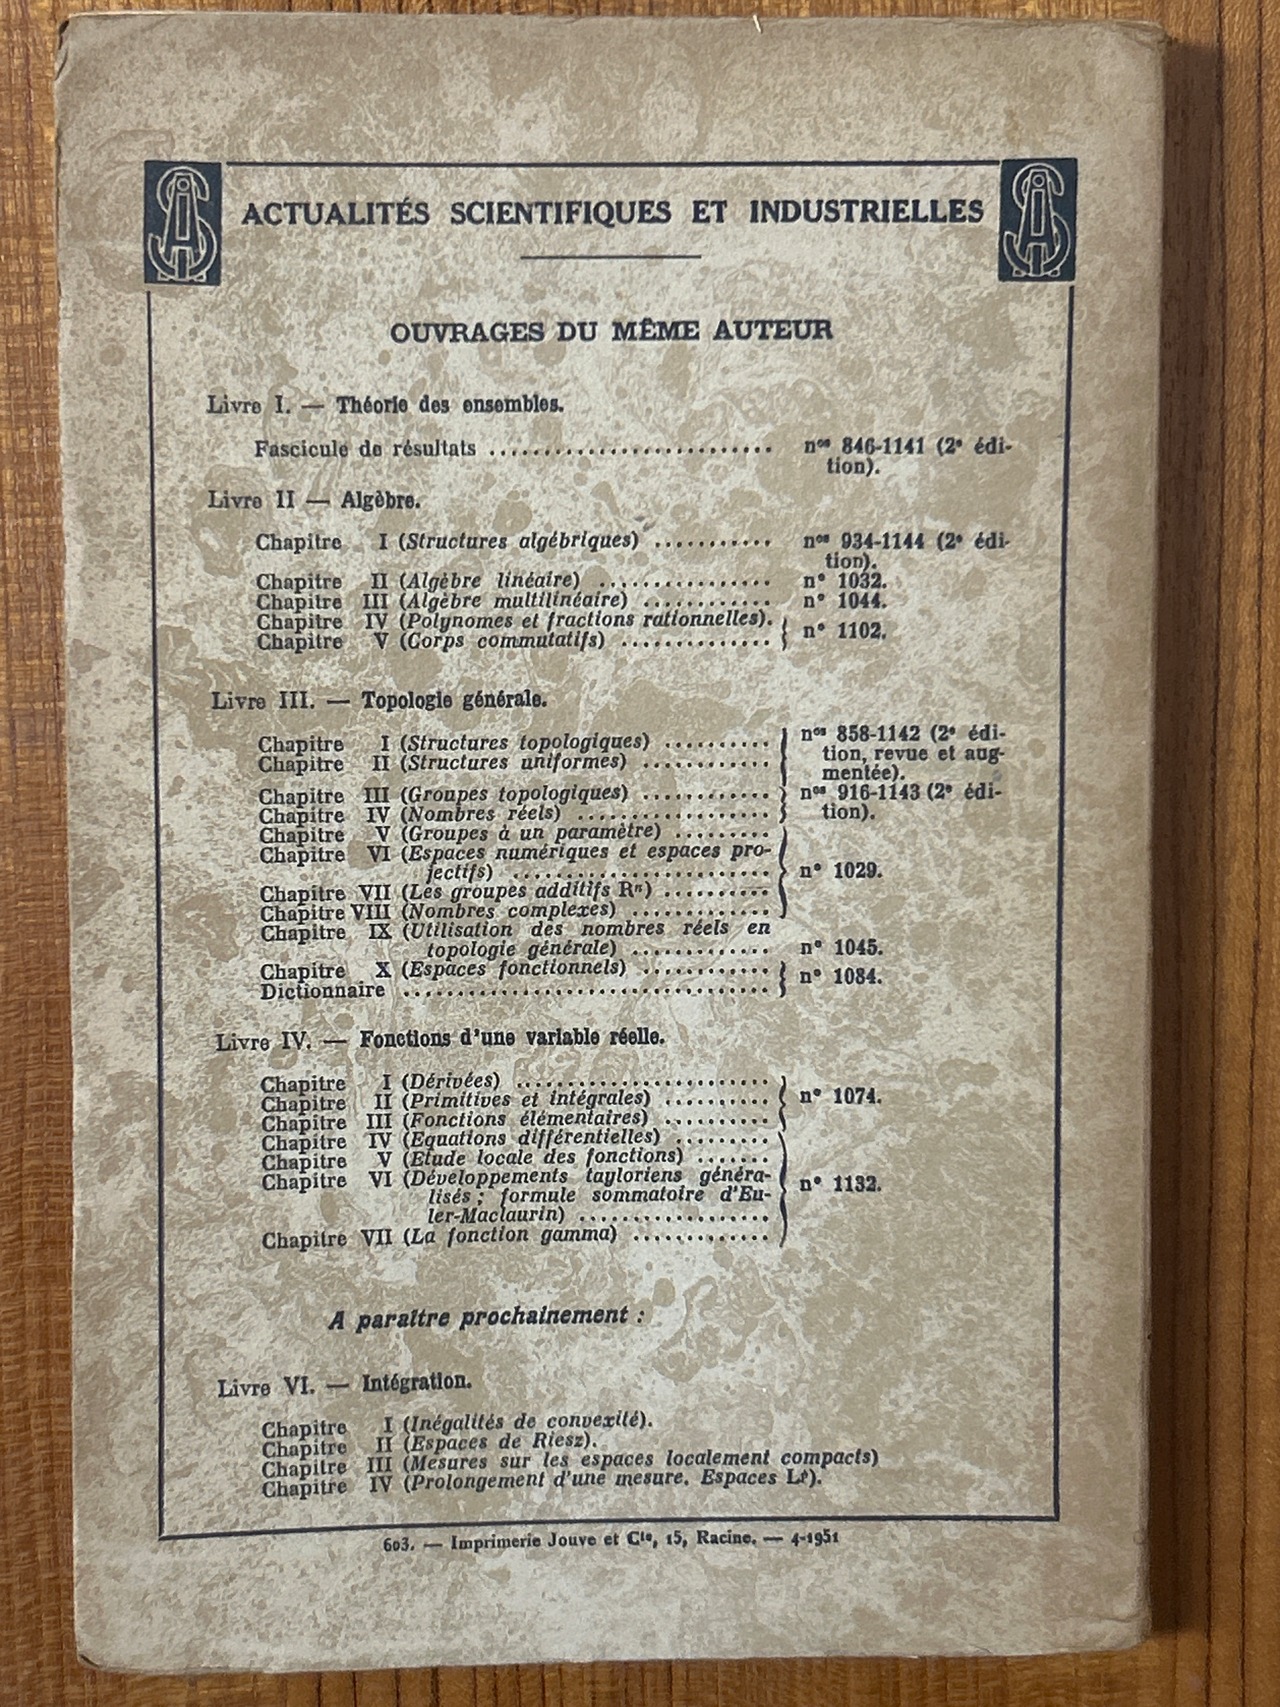 ACTUALITÉS SCIENTIFIQUES ET INDUSTRIELLES
OUVRAGES DU MÊME AUTEUR
Livre I. — Théorie des ensembles.
Fascicule de résultats .......................... nos 846-1141 (2e édi-
tion).
Livre II — Algèbre.
Chapitre I (Structures algébriques) ........... nos 934-1144 (2e édi-
tion).
Chapitre II (Algèbre linéaire) ................ n° 1032.
Chapitre III (Algèbre multilinéaire) ............ n° 1044.
Chapitre IV (Polynomes et fractions rationnelles).
Chapitre V (Corps commutatifs) .............. n° 1102.
Livre III. — Topologie générale.
Chapitre I (Structures topologiques) .......... nos 858-1142 (2e édi-
Chapitre II (Structures uniformes) ............ tion, revue et aug-
mentée).
Chapitre III (Groupes topologiques) ............ nos 916-1143 (2e édi-
Chapitre IV (Nombres réels) .................. tion).
Chapitre V (Groupes à un paramètre) .........
Chapitre VI (Espaces numériques et espaces pro-
jectifs) ........................ n° 1029.
Chapitre VII (Les groupes additifs Rn) ..........
Chapitre VIII (Nombres complexes) .............
Chapitre IX (Utilisation des nombres réels en
topologie générale) ............. n° 1045.
Chapitre X (Espaces fonctionnels) ............ n° 1084.
Dictionnaire ..................................
Livre IV. — Fonctions d'une variable réelle.
Chapitre I (Dérivées) ........................
Chapitre II (Primitives et intégrales) .......... n° 1074.
Chapitre III (Fonctions élémentaires) ..........
Chapitre IV (Equations différentielles) .........
Chapitre V (Etude locale des fonctions) .......
Chapitre VI (Développements tayloriens généra- n° 1132.
lisés ; formule sommatoire d'Eu-
ler-Maclaurin) ..................
Chapitre VII (La fonction gamma) .............
A paraître prochainement :
Livre VI. — Intégration.
Chapitre I (Inégalités de convexité).
Chapitre II (Espaces de Riesz).
Chapitre III (Mesures sur les espaces localement compacts)
Chapitre IV (Prolongement d'une mesure. Espaces Lp).
603. — Imprimerie Jouve et Cie, 15, Racine. — 4-1951